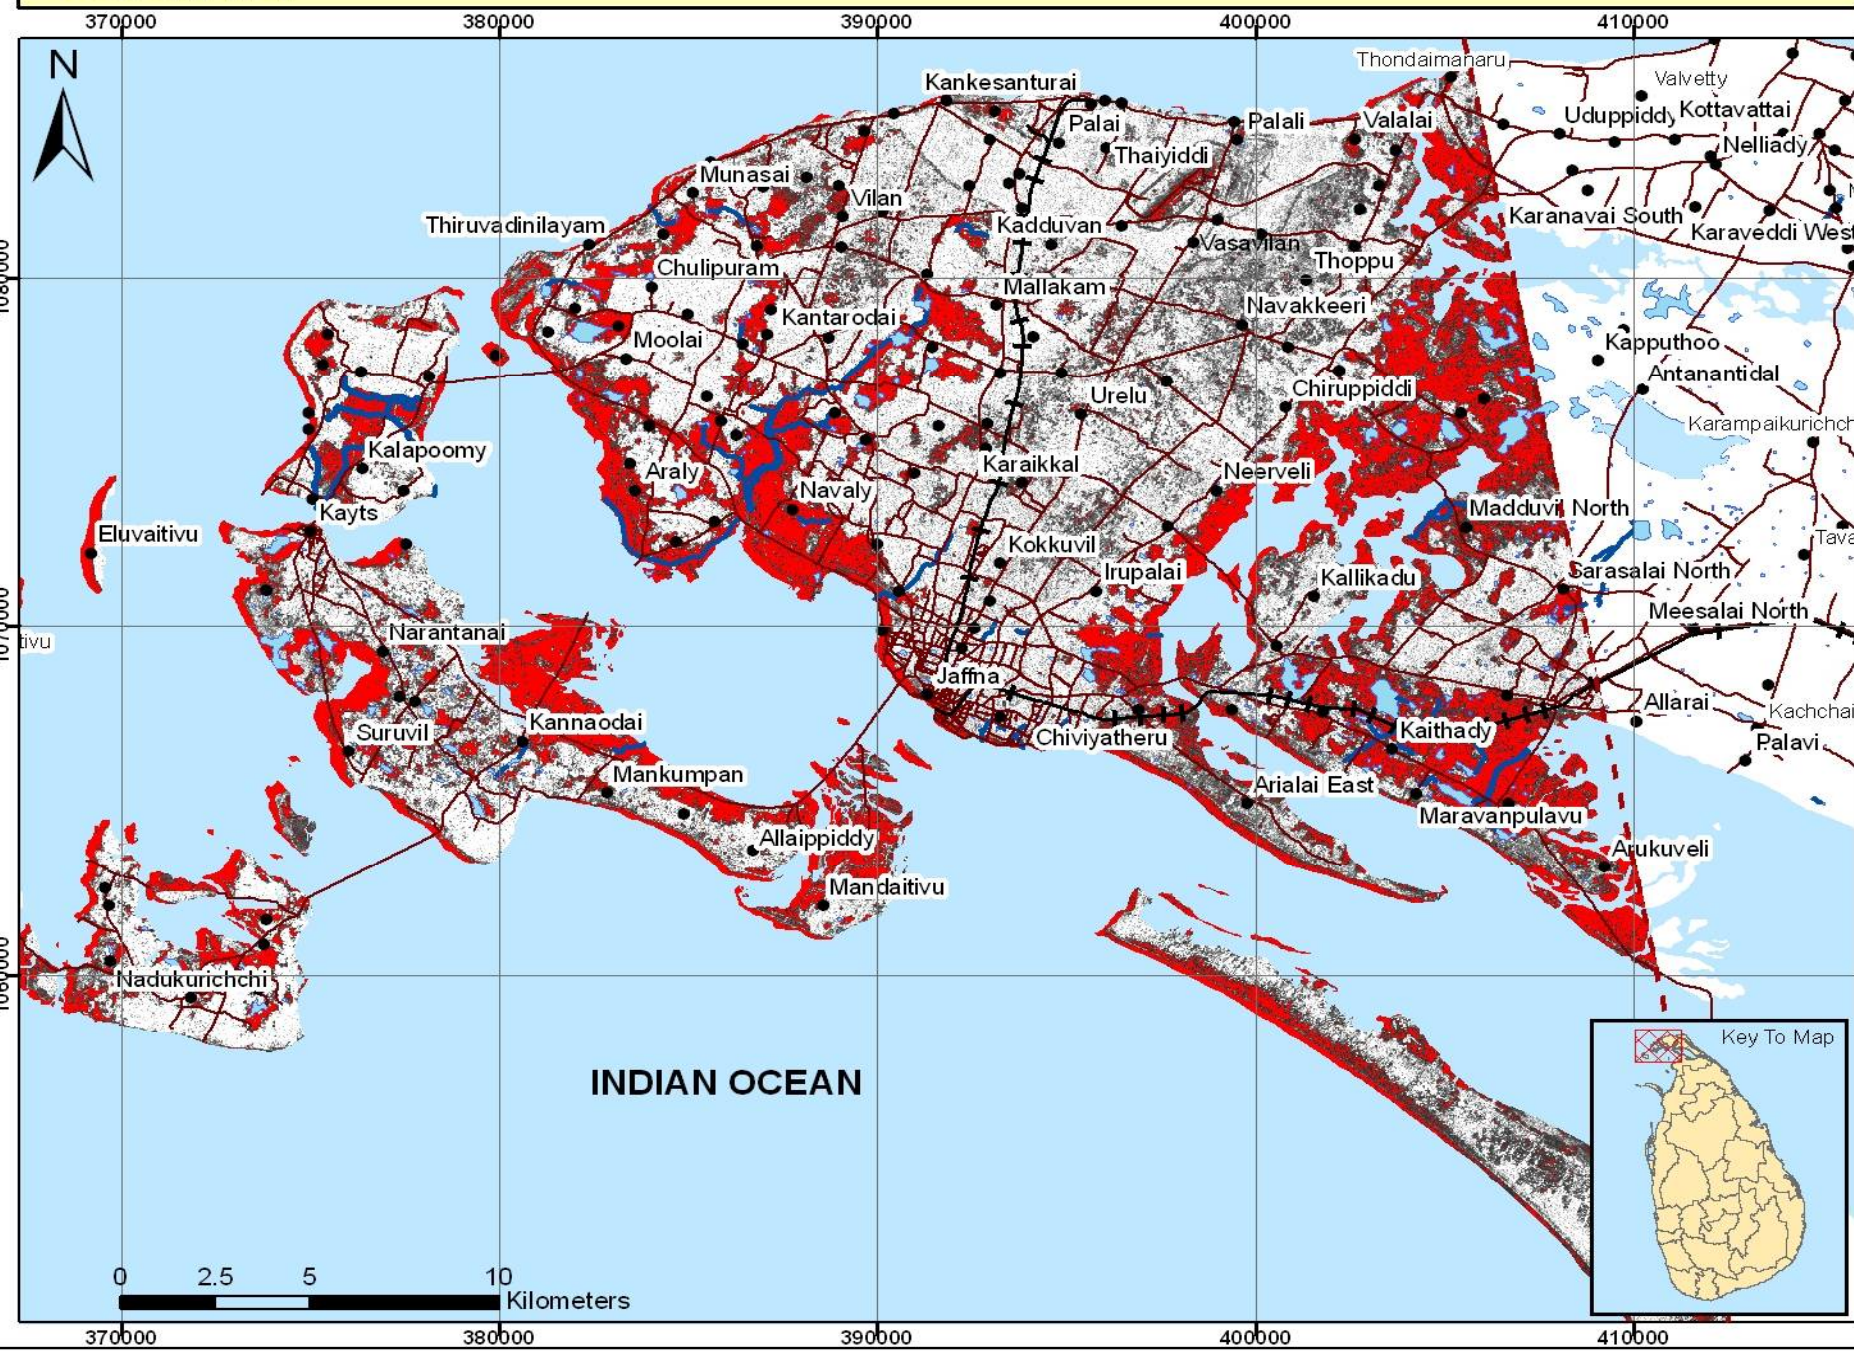 370000 380000 390000 400000 410000
N
Thondaimanaru
Valvetty
Kankesanturai
Uduppiddy Kottavattai
Palai Palali Valalai
Nelliady
Thaiyiddi
Munasai
Vilan
Karanavai South
Thiruvadinilayam Kadduvan
Karaveddi West
Vasavilan
Thoppu
Chulipuram
Mallakam
Navakkeeri
Kantarodai
Moolai
Kapputhoo
Antanantidal
Chiruppiddi
Urelu
Karampaikurichch
Kalapoomy
Araly Karaikkal Neerveli
Navaly
Kayts
Madduvil North
Eluvaitivu
Tava
Kokkuvil
Irupalai Kallikadu Sarasalai North
Meesalai North
tivu
Narantanai
Jaffna
Allarai
Kachchai
Suruvil Kannaodai
Chiviyatheru Kaithady
Palavi
Mankumpan
Arialai East
Maravanpulavu
Allaippiddy
Arukuveli
Mandaitivu
Nadukurichchi
Key To Map
INDIAN OCEAN
0 2.5 5 10
Kilometers
370000 380000 390000 400000 410000